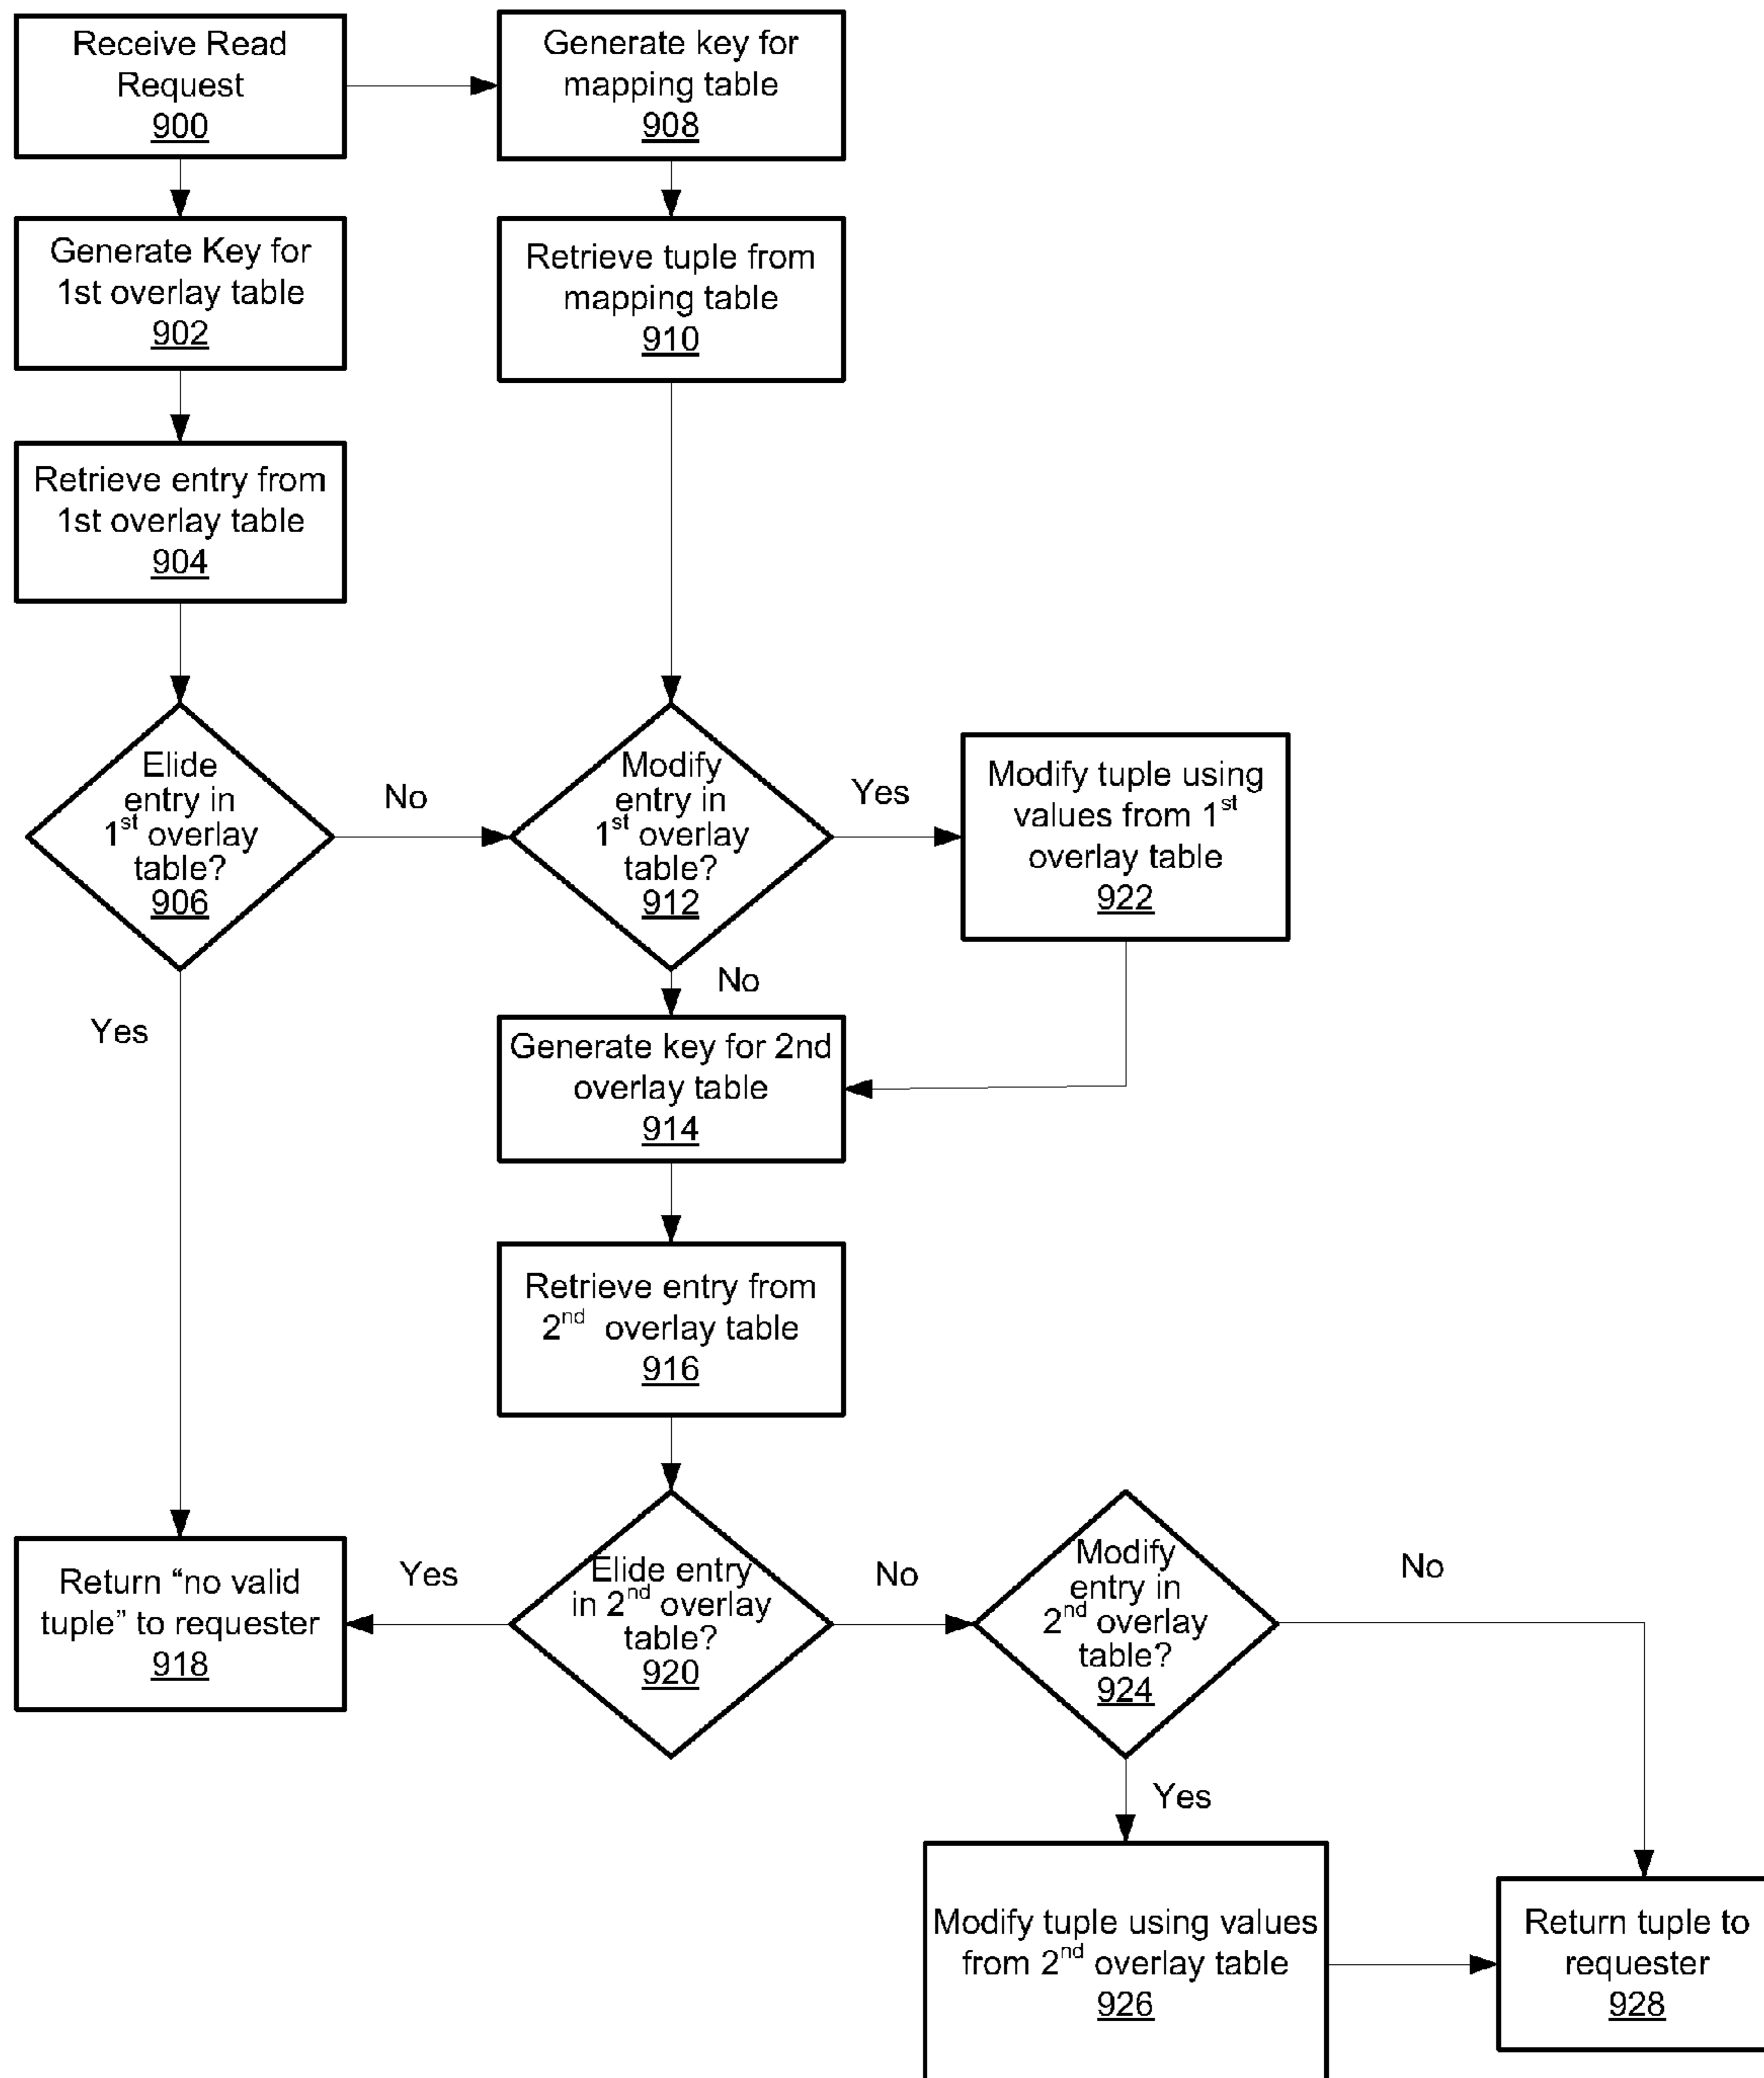 Receive Read
Request
900
Generate key for
mapping table
908
Generate Key for
1st overlay table
902
Retrieve tuple from
mapping table
910
Retrieve entry from
1st overlay table
904
Elide
entry in
1st overlay
table?
906
No
Modify
entry in
1st overlay
table?
912
Yes
Modify tuple using
values from 1st
overlay table
922
No
Yes
Generate key for 2nd
overlay table
914
Retrieve entry from
2nd overlay table
916
Return “no valid
tuple” to requester
918
Yes
Elide entry
in 2nd overlay
table?
920
No
Modify
entry in
2nd overlay
table?
924
No
Yes
Modify tuple using values
from 2nd overlay table
926
Return tuple to
requester
928